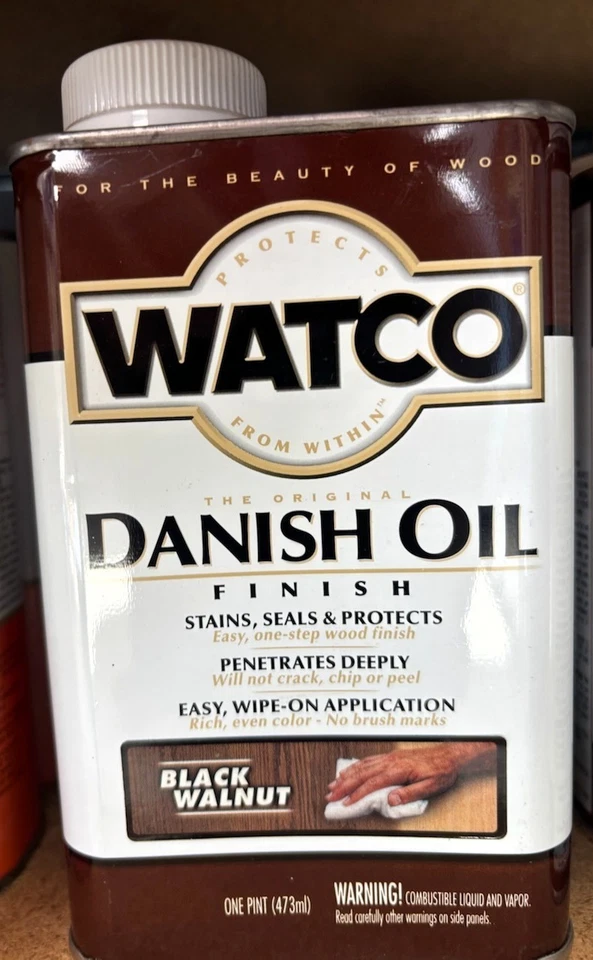 FOR THE BEAUTY OF WOOD
PROTECTS
WATCO®
FROM WITHIN™
THE ORIGINAL
DANISH OIL
FINISH
STAINS, SEALS & PROTECTS
Easy, one-step wood finish
PENETRATES DEEPLY
Will not crack, chip or peel
EASY, WIPE-ON APPLICATION
Rich, even color - No brush marks
BLACK
WALNUT
ONE PINT (473ml)
WARNING! COMBUSTIBLE LIQUID AND VAPOR.
Read carefully other warnings on side panels.